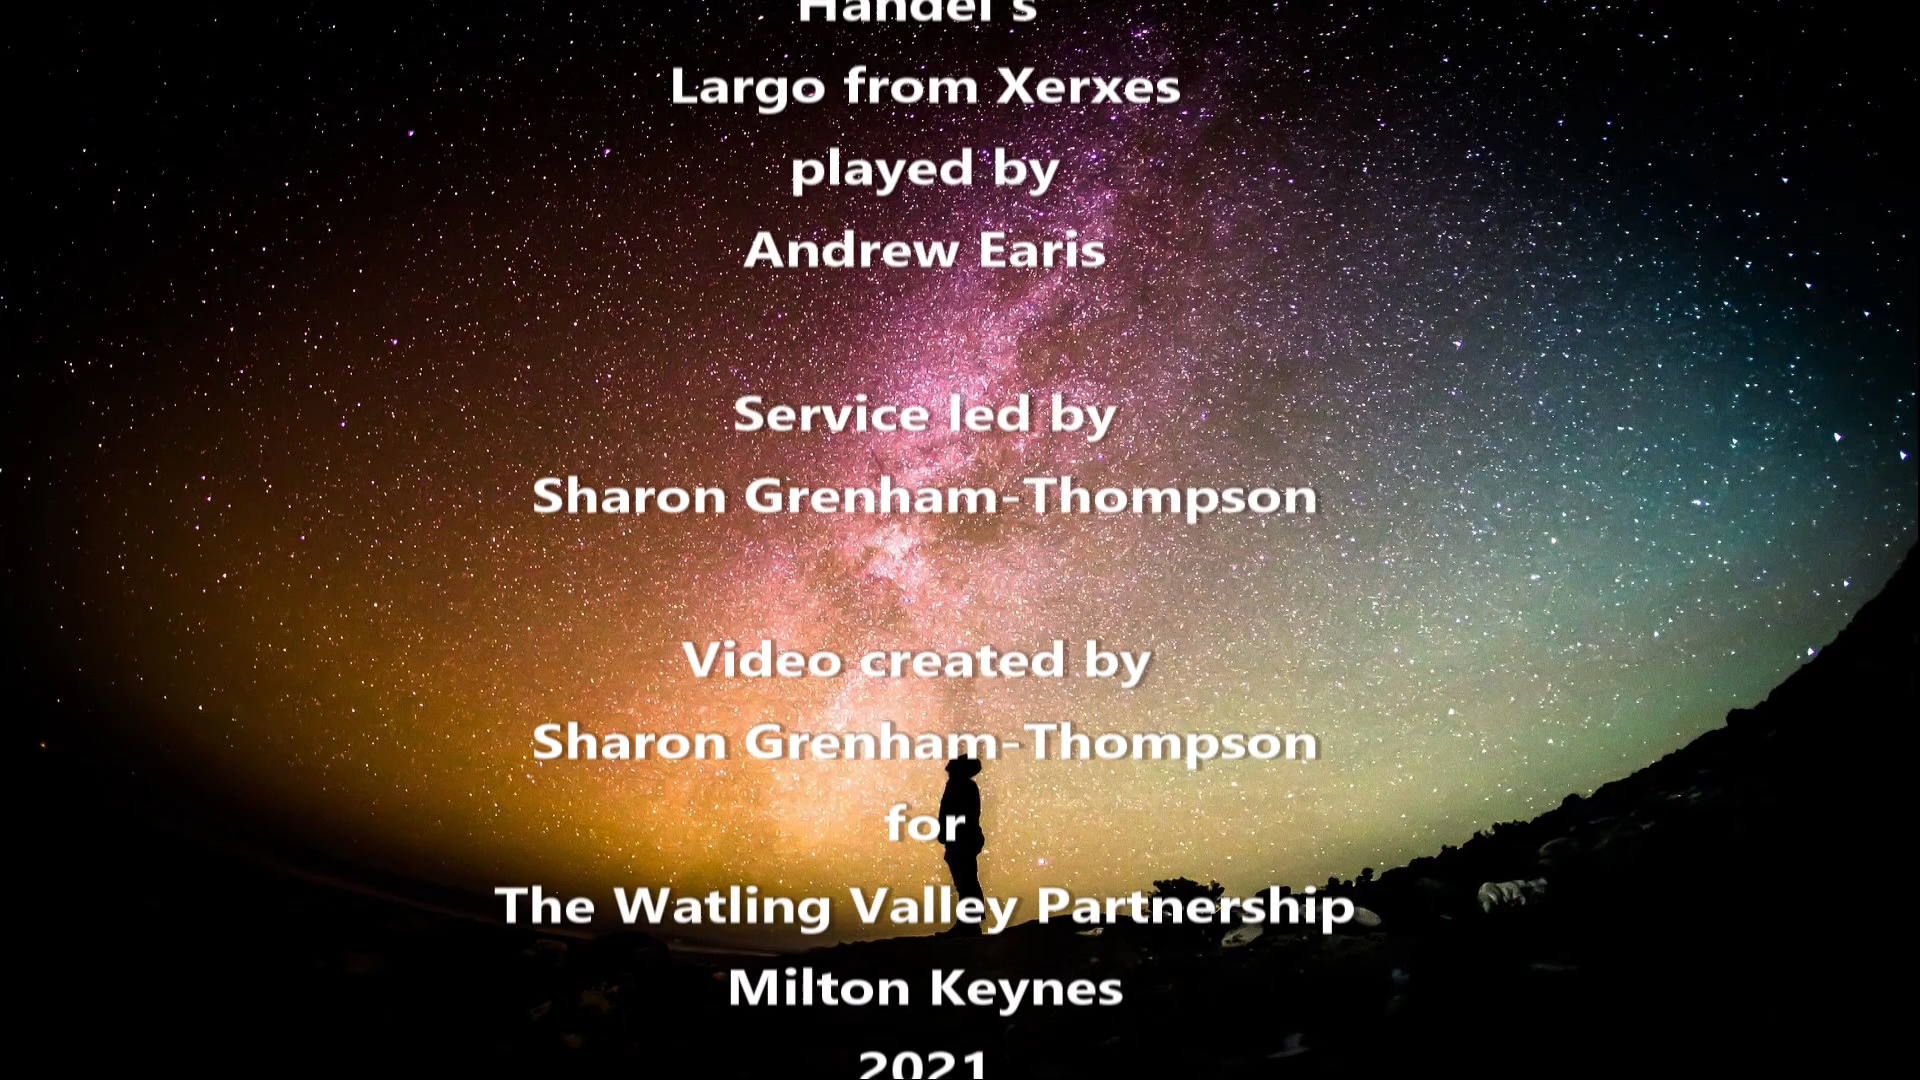 Handel's
Largo from Xerxes
played by
Andrew Earis
Service led by
Sharon Grenham-Thompson
Video created by
Sharon Grenham-Thompson
for
The Watling Valley Partnership
Milton Keynes
2021